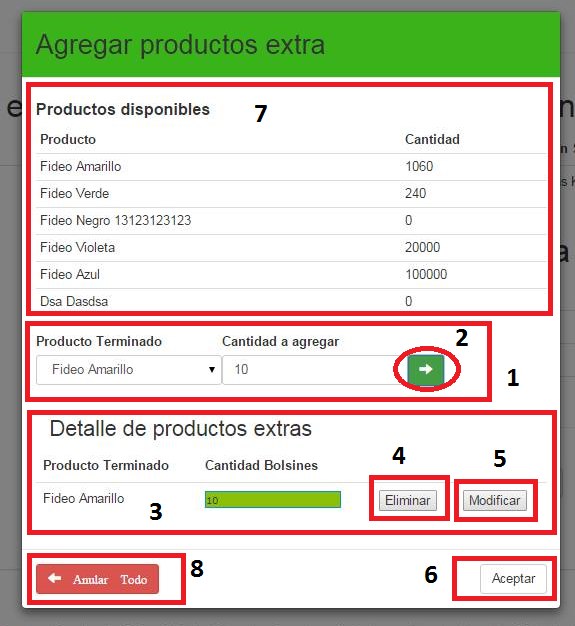 Agregar productos extra
Productos disponibles 7
Producto Cantidad
Fideo Amarillo 1060
Fideo Verde 240
Fideo Negro 13123123123 0
Fideo Violeta 20000
Fideo Azul 100000
Dsa Dasdsa 0
Producto Terminado Cantidad a agregar 2
Fideo Amarillo 10 1
Detalle de productos extras
Producto Terminado Cantidad Bolsines 4 5
Fideo Amarillo 10 Eliminar Modificar
3
Anular Todo 8 6 Aceptar